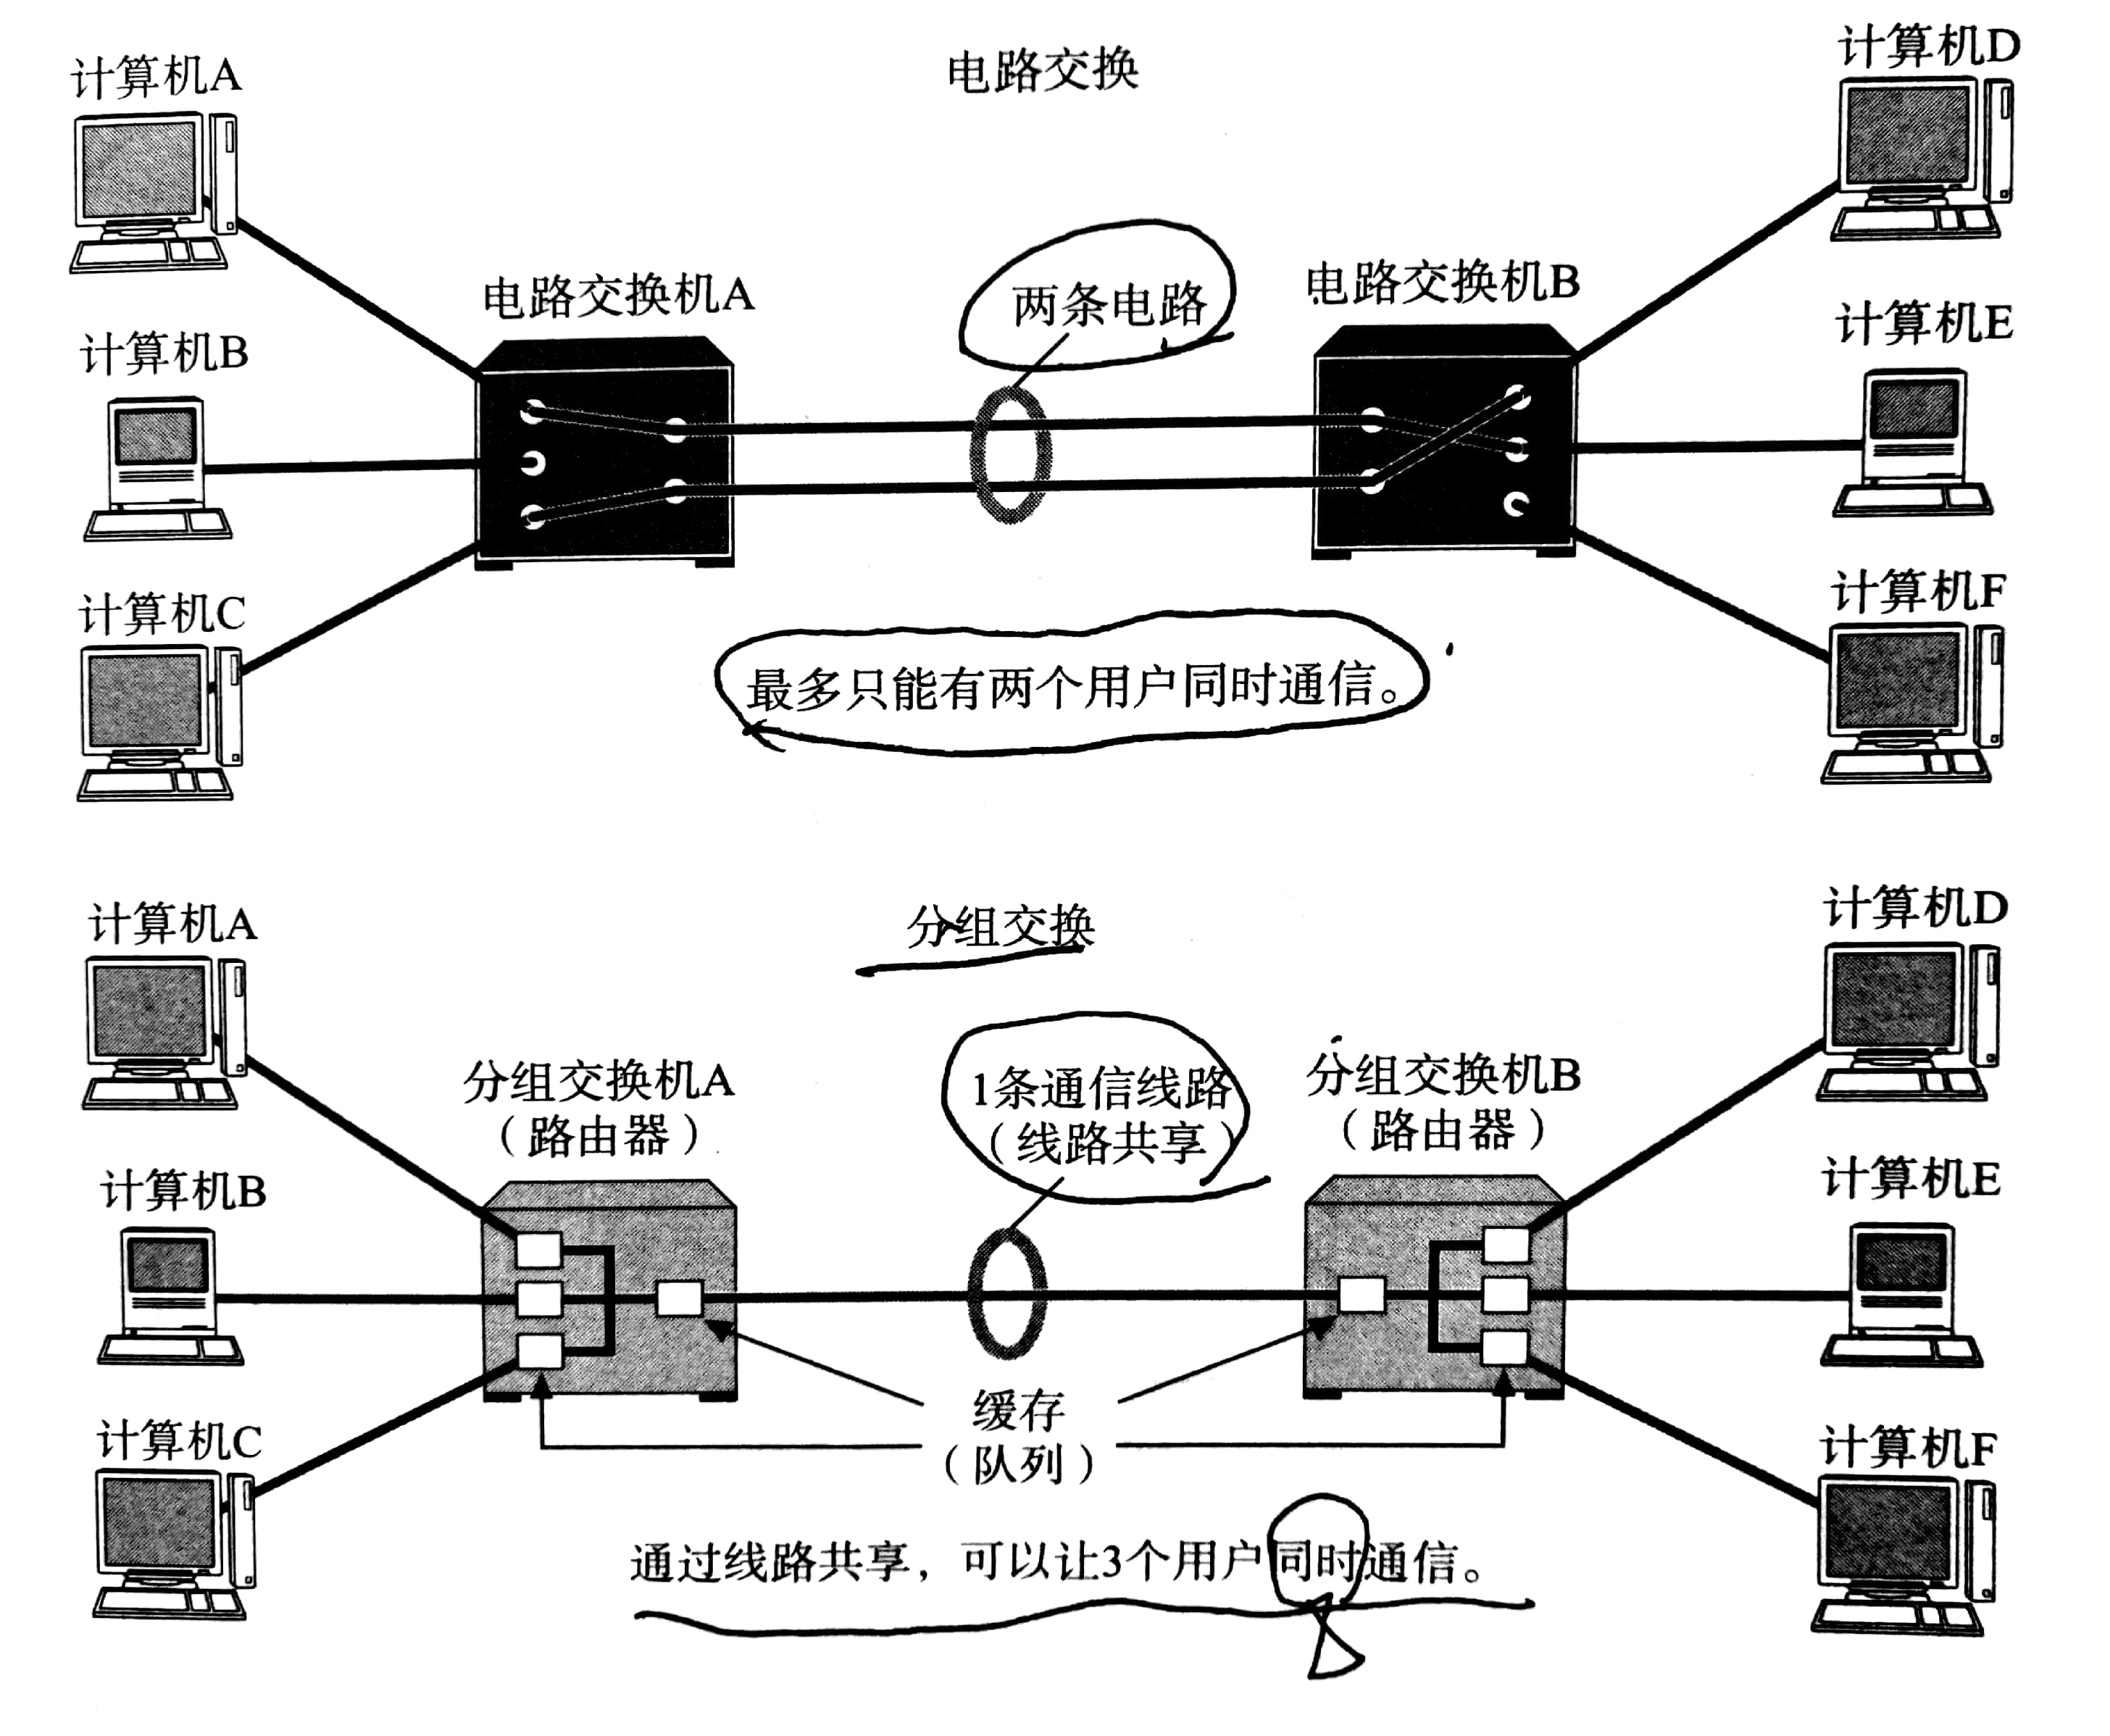 电路交换
计算机A
计算机D
电路交换机A
两条电路
电路交换机B
计算机B
计算机E
计算机C
计算机F
最多只能有两个用户同时通信。
分组交换
计算机A
计算机D
分组交换机A
（路由器）
1条通信线路
（线路共享）
分组交换机B
（路由器）
计算机B
计算机E
缓存
（队列）
计算机C
计算机F
通过线路共享，可以让3个用户同时通信。